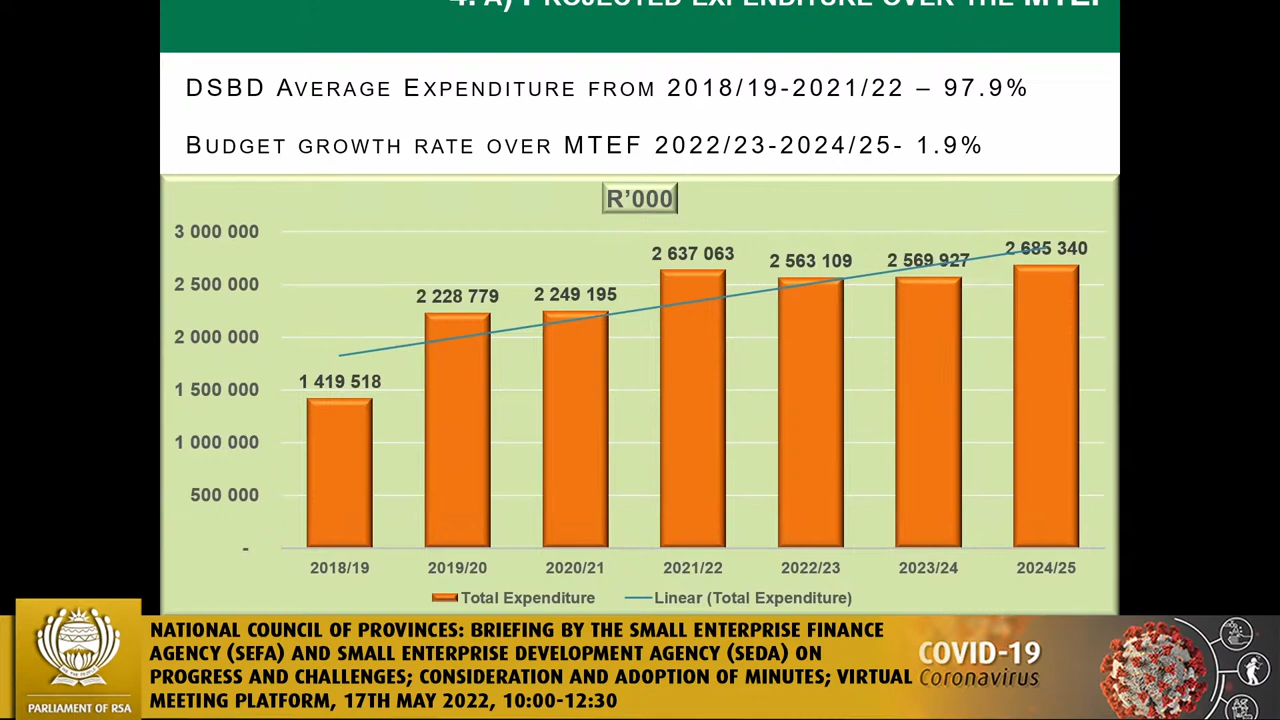 4. A) PROJECTED EXPENDITURE OVER THE MTEF
DSBD AVERAGE EXPENDITURE FROM 2018/19-2021/22 – 97.9%
BUDGET GROWTH RATE OVER MTEF 2022/23-2024/25- 1.9%
R’000
3 000 000
2 500 000
2 000 000
1 500 000
1 000 000
500 000
-
1 419 518
2 228 779
2 249 195
2 637 063
2 563 109
2 569 927
2 685 340
2018/19
2019/20
2020/21
2021/22
2022/23
2023/24
2024/25
Total Expenditure
Linear (Total Expenditure)
PARLIAMENT OF RSA
NATIONAL COUNCIL OF PROVINCES: BRIEFING BY THE SMALL ENTERPRISE FINANCE
AGENCY (SEFA) AND SMALL ENTERPRISE DEVELOPMENT AGENCY (SEDA) ON
PROGRESS AND CHALLENGES; CONSIDERATION AND ADOPTION OF MINUTES; VIRTUAL
MEETING PLATFORM, 17TH MAY 2022, 10:00-12:30
COVID-19
Coronavirus